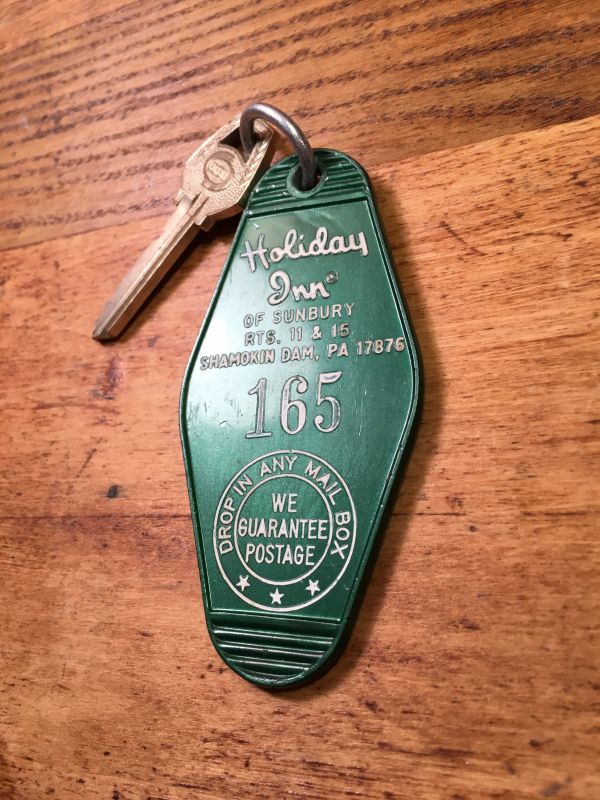 Holiday
Inn®
OF SUNBURY
RTS. 11 & 15
SHAMOKIN DAM, PA 17876
165
DROP IN ANY MAIL BOX
WE
GUARANTEE
POSTAGE